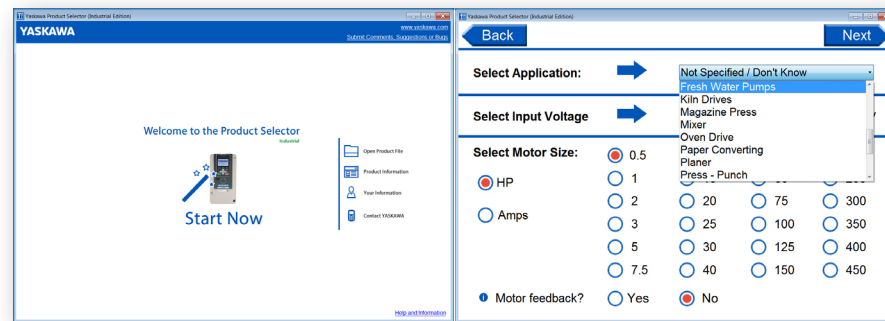 Yaskawa Product Selector (Industrial Edition)
YASKAWA
www.yaskawa.com
Submit Comments, Suggestions or Bugs
Welcome to the Product Selector
Industrial
Start Now
Open Product File
Product Information
Your Information
Contact YASKAWA
Help and Information
Yaskawa Product Selector (Industrial Edition)
Back
Next
Select Application:
Not Specified / Don't Know
Fresh Water Pumps
Kiln Drives
Magazine Press
Mixer
Oven Drive
Paper Converting
Planer
Press - Punch
Select Input Voltage
Select Motor Size:
HP
Amps
0.5
1
2 20 75 300
3 25 100 350
5 30 125 400
7.5 40 150 450
Motor feedback? Yes No